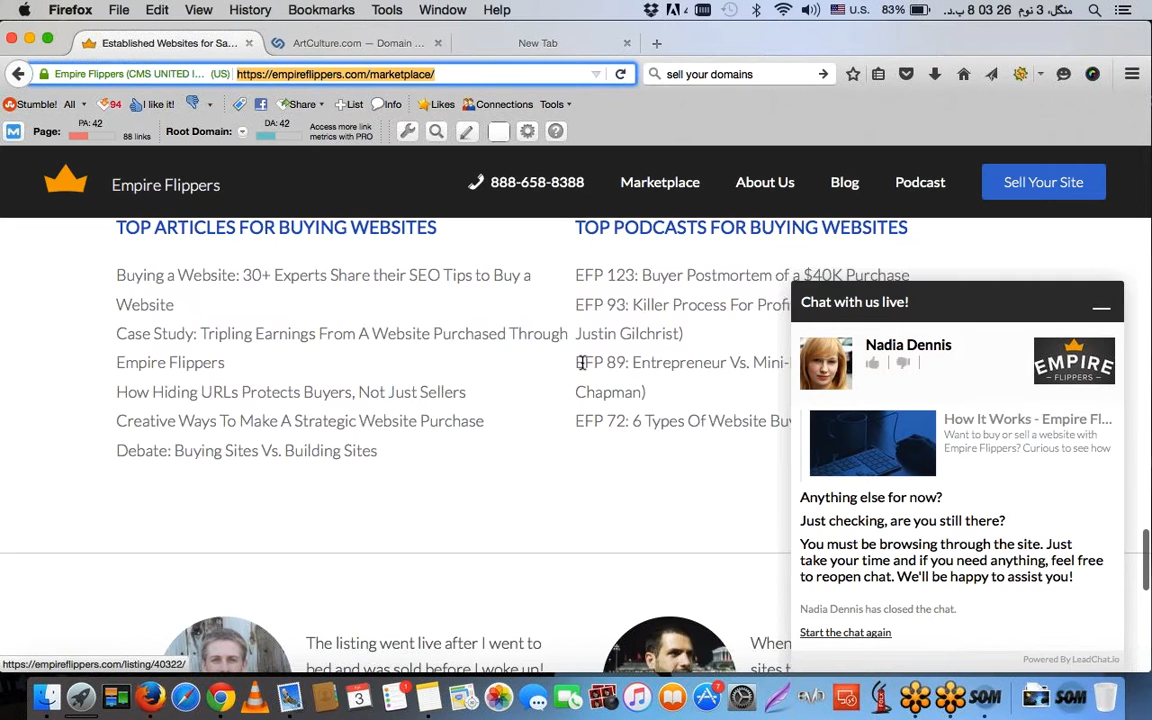 Firefox File Edit View History Bookmarks Tools Window Help U.S. 83% منگل، 3 نوم 26 03 8 ب.د.
Established Websites for Sa... ArtCulture.com — Domain ... New Tab
Empire Flippers (CMS UNITED I... (US) https://empireflippers.com/marketplace/ sell your domains
Stumble! All 94 I like it! Share List Info Likes Connections Tools
Page: PA: 42 88 links Root Domain: DA: 42 Access more link metrics with PRO
Empire Flippers 888-658-8388 Marketplace About Us Blog Podcast Sell Your Site
TOP ARTICLES FOR BUYING WEBSITES
Buying a Website: 30+ Experts Share their SEO Tips to Buy a
Website
Case Study: Tripling Earnings From A Website Purchased Through
Empire Flippers
How Hiding URLs Protects Buyers, Not Just Sellers
Creative Ways To Make A Strategic Website Purchase
Debate: Buying Sites Vs. Building Sites
TOP PODCASTS FOR BUYING WEBSITES
EFP 123: Buyer Postmortem of a $40K Purchase
EFP 93: Killer Process For
Justin Gilchrist)
EFP 89: Entrepreneur Vs.
Chapman)
EFP 72: 6 Types Of Website
Chat with us live!
Nadia Dennis
EMPIRE
FLIPPERS
How It Works - Empire Fl...
Want to buy or sell a website with
Empire Flippers? Curious to see how
Anything else for now?
Just checking, are you still there?
You must be browsing through the site. Just
take your time and if you need anything, feel free
to reopen chat. We'll be happy to assist you!
Nadia Dennis has closed the chat.
Start the chat again
Powered By LeadChat.io
The listing went live after I went to
bed and was sold before I woke up!
When
sites
https://empireflippers.com/listing/40322/
3 1 7 SOM SOM